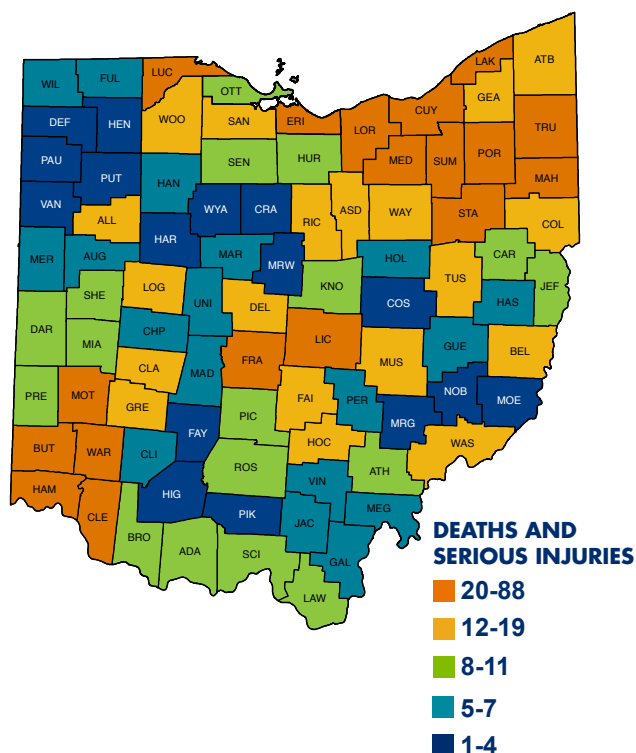 LAK
ATB
WIL
FUL
LUC
OTT
GEA
CUY
DEF
HEN
WOO
SAN
ERI
LOR
TRU
MED
SUM
POR
PAU
PUT
HAN
SEN
HUR
MAH
VAN
ALL
WYA
CRA
RIC
ASD
WAY
STA
COL
HAR
MER
AUG
MAR
MRW
HOL
CAR
TUS
JEF
SHE
LOG
UNI
KNO
COS
HAS
DEL
DAR
MIA
CHP
LIC
GUE
BEL
FRA
MUS
CLA
MAD
PRE
MOT
GRE
FAI
PER
NOB
MOE
PIC
MRG
FAY
HOC
WAS
BUT
WAR
CLI
ROS
ATH
VIN
HAM
HIG
PIK
MEG
CLE
JAC
BRO
ADA
SCI
GAL
LAW
DEATHS AND
SERIOUS INJURIES
20-88
12-19
8-11
5-7
1-4